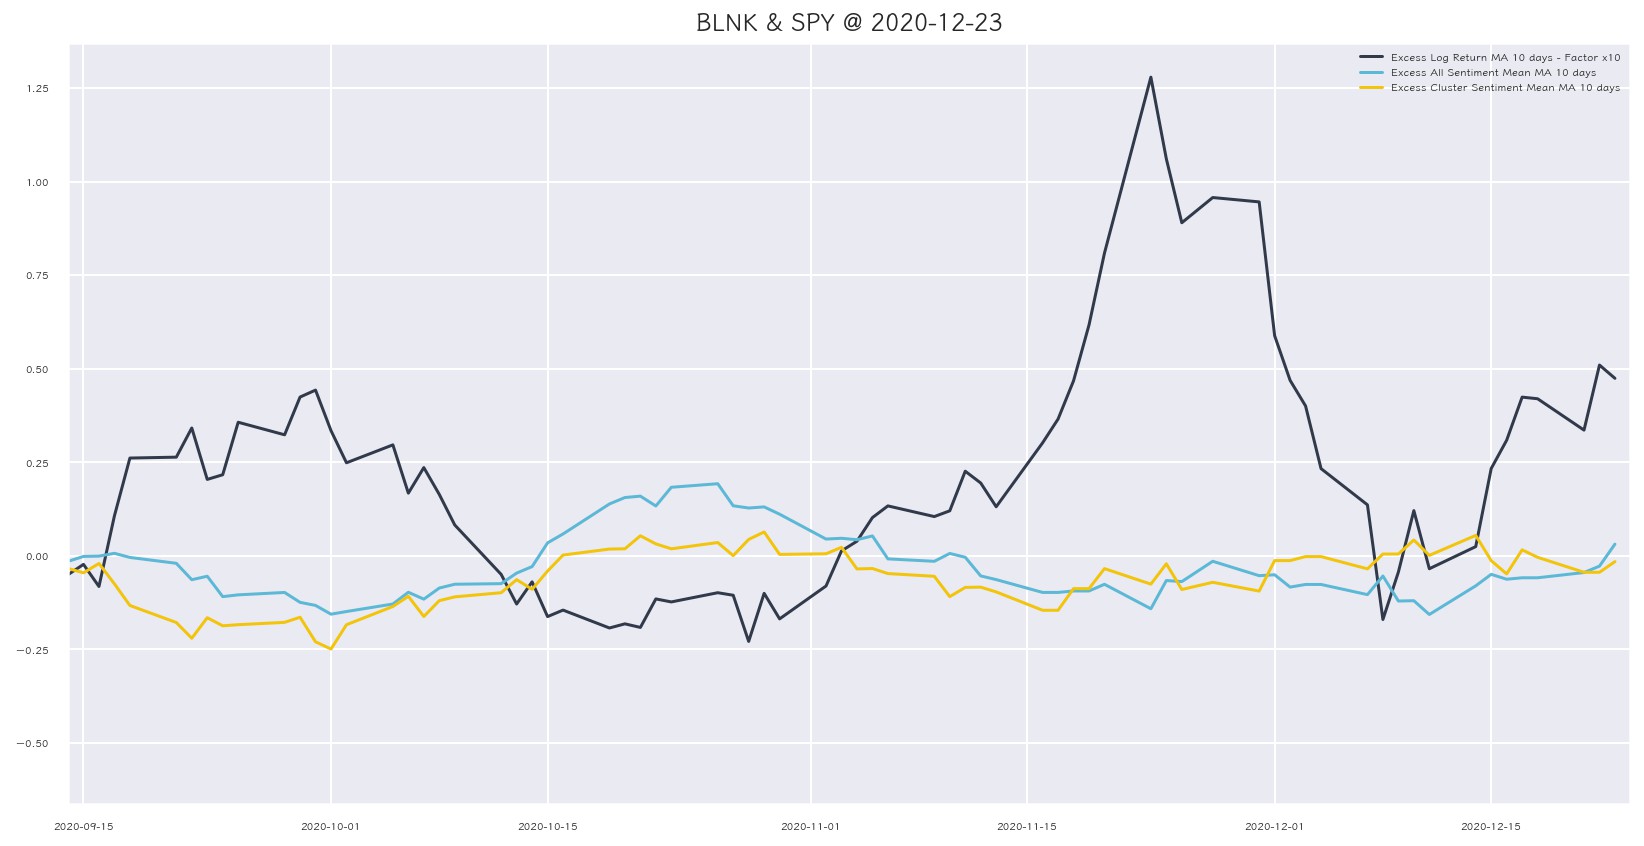 BLNK & SPY @ 2020-12-23
Excess Log Return MA 10 days - Factor x10
Excess All Sentiment Mean MA 10 days
Excess Cluster Sentiment Mean MA 10 days
1.25
1.00
0.75
0.50
0.25
0.00
−0.25
−0.50
2020-09-15 2020-10-01 2020-10-15 2020-11-01 2020-11-15 2020-12-01 2020-12-15